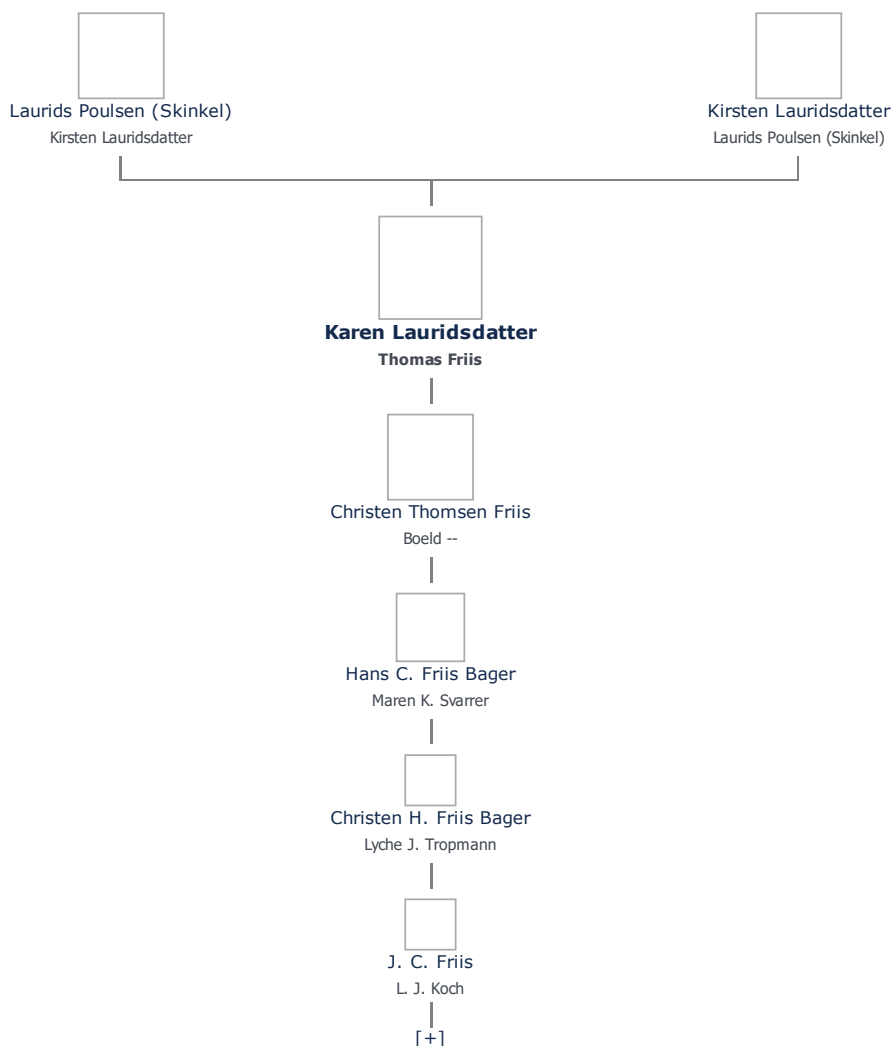 Laurids Poulsen (Skinkel)
Kirsten Lauridsdatter
Kirsten Lauridsdatter
Laurids Poulsen (Skinkel)
Karen Lauridsdatter
Thomas Friis
Christen Thomsen Friis
Boeld --
Hans C. Friis Bager
Maren K. Svarrer
Christen H. Friis Bager
Lyche J. Tropmann
J. C. Friis
L. J. Koch
[+]